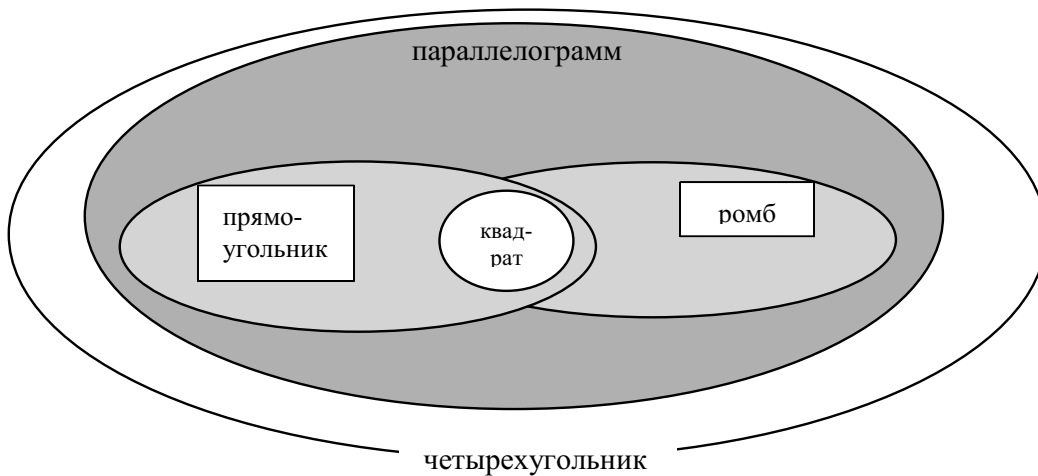 параллелограмм
прямо-
угольник
квад-
рат
ромб
четырехугольник